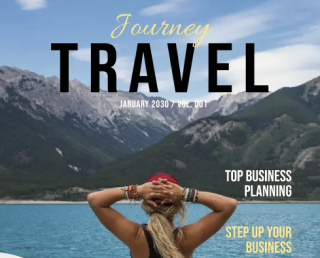 Journey
TRAVEL
JANUARY 2030 / VOL. 001
TOP BUSINESS
PLANNING
STEP UP YOUR
BUSINESS